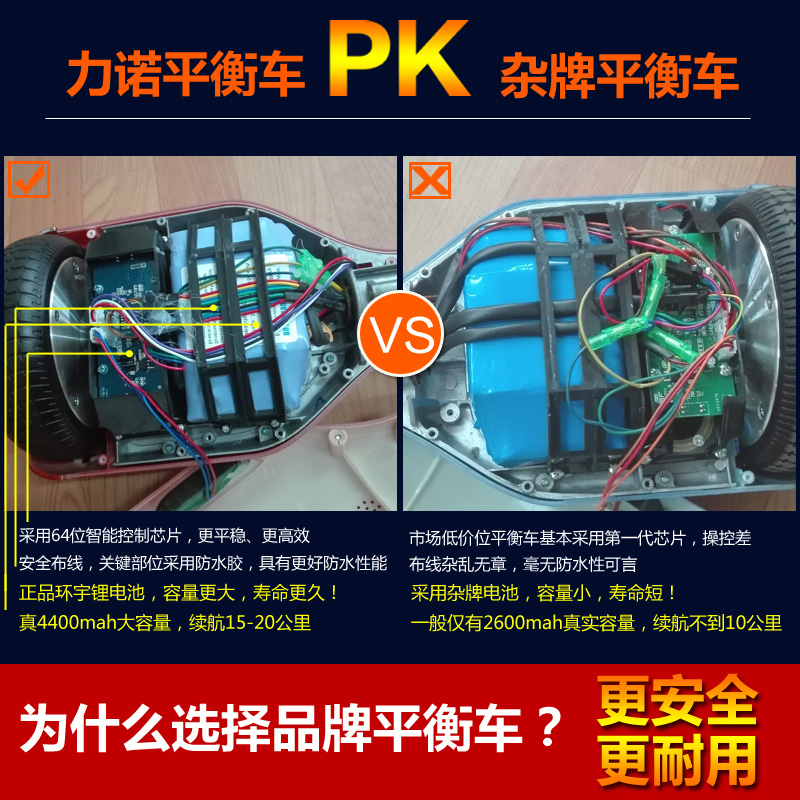 力诺平衡车 PK 杂牌平衡车
VS
采用64位智能控制芯片，更平稳、更高效
安全布线，关键部位采用防水胶，具有更好防水性能
正品环宇锂电池，容量更大，寿命更久！
真4400mah大容量，续航15-20公里
市场低价位平衡车基本采用第一代芯片，操控差
布线杂乱无章，毫无防水性可言
采用杂牌电池，容量小，寿命短！
一般仅有2600mah真实容量，续航不到10公里
为什么选择品牌平衡车？
更安全
更耐用